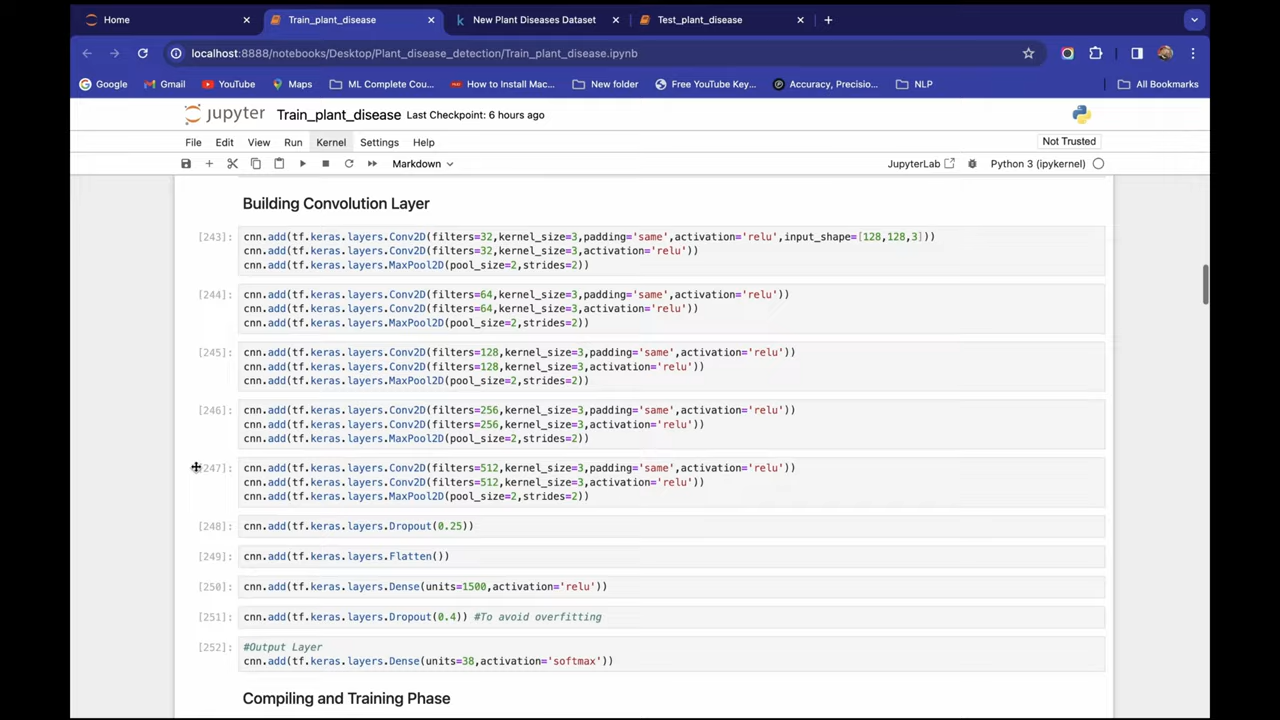 Home
Train_plant_disease
New Plant Diseases Dataset
Test_plant_disease
localhost:8888/notebooks/Desktop/Plant_disease_detection/Train_plant_disease.ipynb
Google
Gmail
YouTube
Maps
ML Complete Cou...
How to Install Mac...
New folder
Free YouTube Key...
Accuracy, Precisio...
NLP
All Bookmarks
jupyter Train_plant_disease Last Checkpoint: 6 hours ago
File Edit View Run Kernel Settings Help
Not Trusted
Markdown
JupyterLab
Python 3 (ipykernel)
Building Convolution Layer
[243]: cnn.add(tf.keras.layers.Conv2D(filters=32,kernel_size=3,padding='same',activation='relu',input_shape=[128,128,3]))
cnn.add(tf.keras.layers.Conv2D(filters=32,kernel_size=3,activation='relu'))
cnn.add(tf.keras.layers.MaxPool2D(pool_size=2,strides=2))
[244]: cnn.add(tf.keras.layers.Conv2D(filters=64,kernel_size=3,padding='same',activation='relu'))
cnn.add(tf.keras.layers.Conv2D(filters=64,kernel_size=3,activation='relu'))
cnn.add(tf.keras.layers.MaxPool2D(pool_size=2,strides=2))
[245]: cnn.add(tf.keras.layers.Conv2D(filters=128,kernel_size=3,padding='same',activation='relu'))
cnn.add(tf.keras.layers.Conv2D(filters=128,kernel_size=3,activation='relu'))
cnn.add(tf.keras.layers.MaxPool2D(pool_size=2,strides=2))
[246]: cnn.add(tf.keras.layers.Conv2D(filters=256,kernel_size=3,padding='same',activation='relu'))
cnn.add(tf.keras.layers.Conv2D(filters=256,kernel_size=3,activation='relu'))
cnn.add(tf.keras.layers.MaxPool2D(pool_size=2,strides=2))
[247]: cnn.add(tf.keras.layers.Conv2D(filters=512,kernel_size=3,padding='same',activation='relu'))
cnn.add(tf.keras.layers.Conv2D(filters=512,kernel_size=3,activation='relu'))
cnn.add(tf.keras.layers.MaxPool2D(pool_size=2,strides=2))
[248]: cnn.add(tf.keras.layers.Dropout(0.25))
[249]: cnn.add(tf.keras.layers.Flatten())
[250]: cnn.add(tf.keras.layers.Dense(units=1500,activation='relu'))
[251]: cnn.add(tf.keras.layers.Dropout(0.4)) #To avoid overfitting
[252]: #Output Layer
cnn.add(tf.keras.layers.Dense(units=38,activation='softmax'))
Compiling and Training Phase